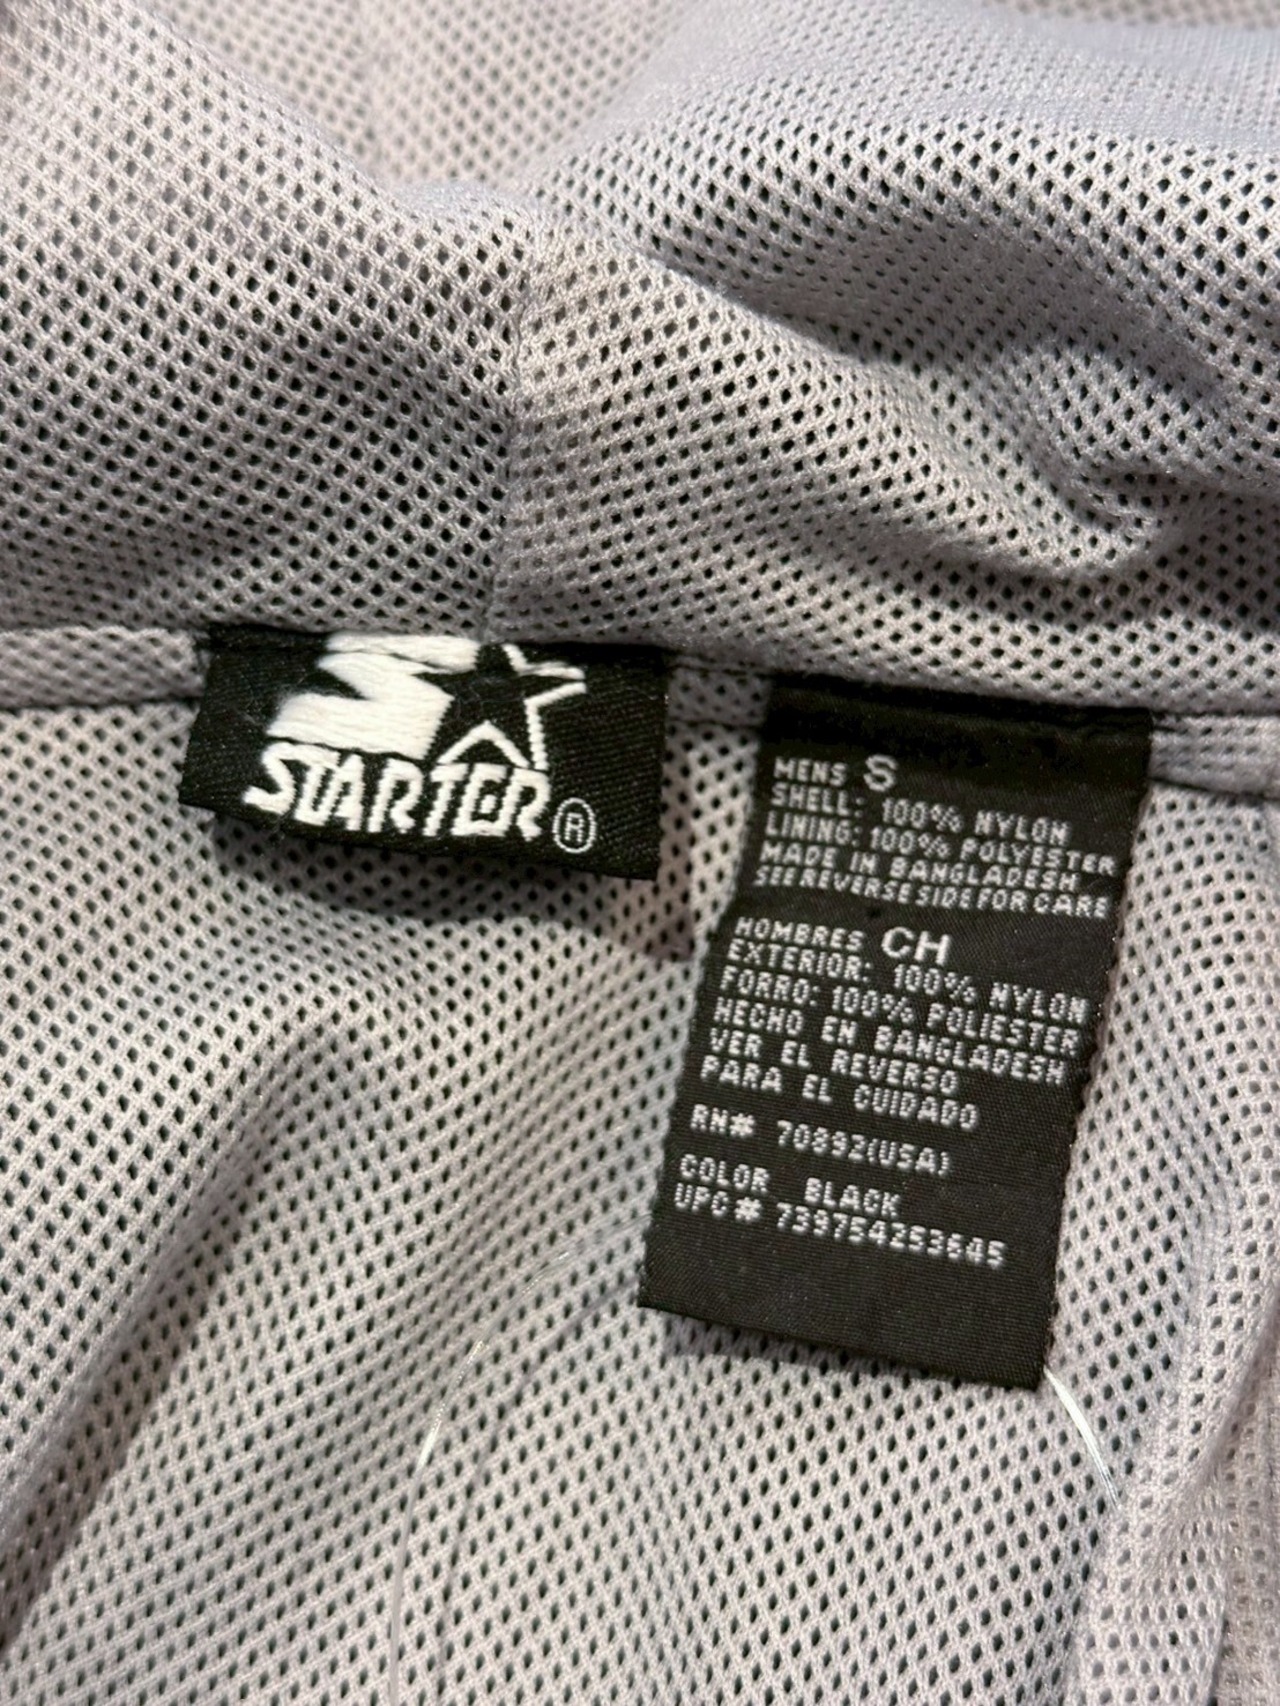 STARTER®
MENS S
SHELL: 100% NYLON
LINING: 100% POLYESTER
MADE IN BANGLADESH
SEE REVERSE SIDE FOR CARE
HOMBRES CH
EXTERIOR: 100% NYLON
FORRO: 100% POLIESTER
HECHO EN BANGLADESH
VER EL REVERSO
PARA EL CUIDADO
RN# 70892(USA)
COLOR BLACK
UPC# 739754253645